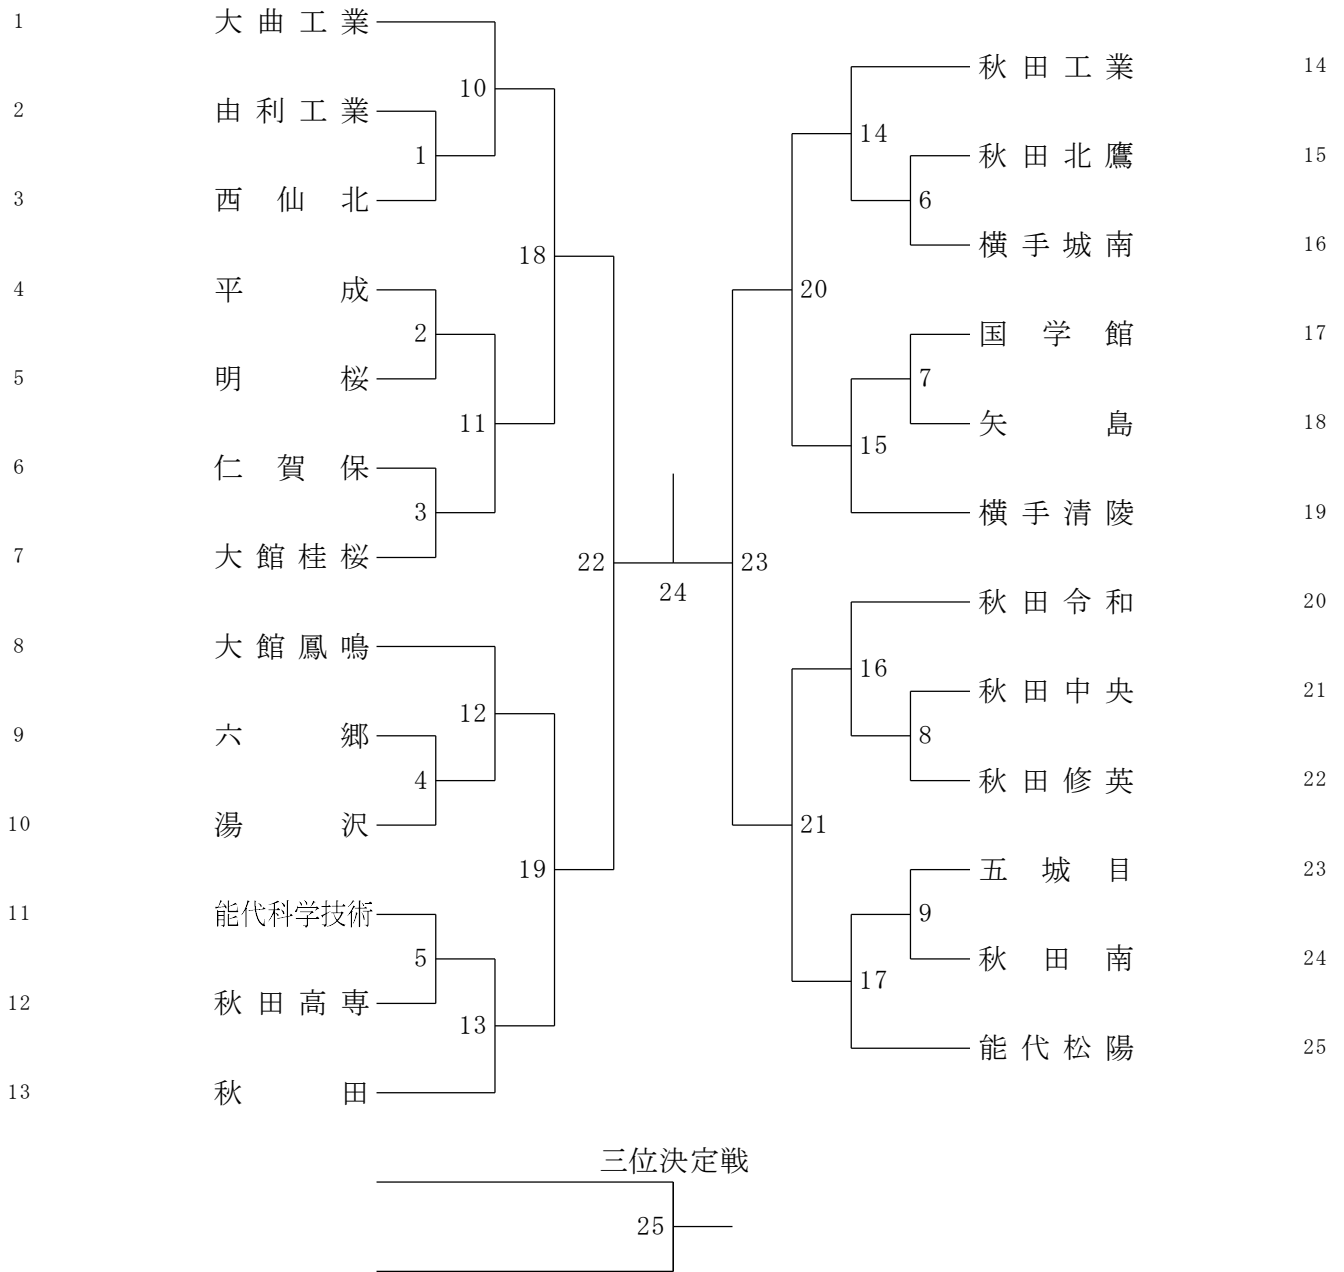 1 大曲工業
10
2 由利工業
1
3 西仙北
18
4 平成
2
5 明桜
11
6 仁賀保
3
7 大館桂桜
22
8 大館鳳鳴
12
9 六郷
4
10 湯沢
19
11 能代科学技術
5
12 秋田高専
13
13 秋田
24
秋田工業 14
14
秋田北鷹 15
6
横手城南 16
20
国学館 17
7
矢島 18
15
横手清陵 19
23
秋田令和 20
16
秋田中央 21
8
秋田修英 22
21
五城目 23
9
秋田南 24
17
能代松陽 25
三位決定戦
25